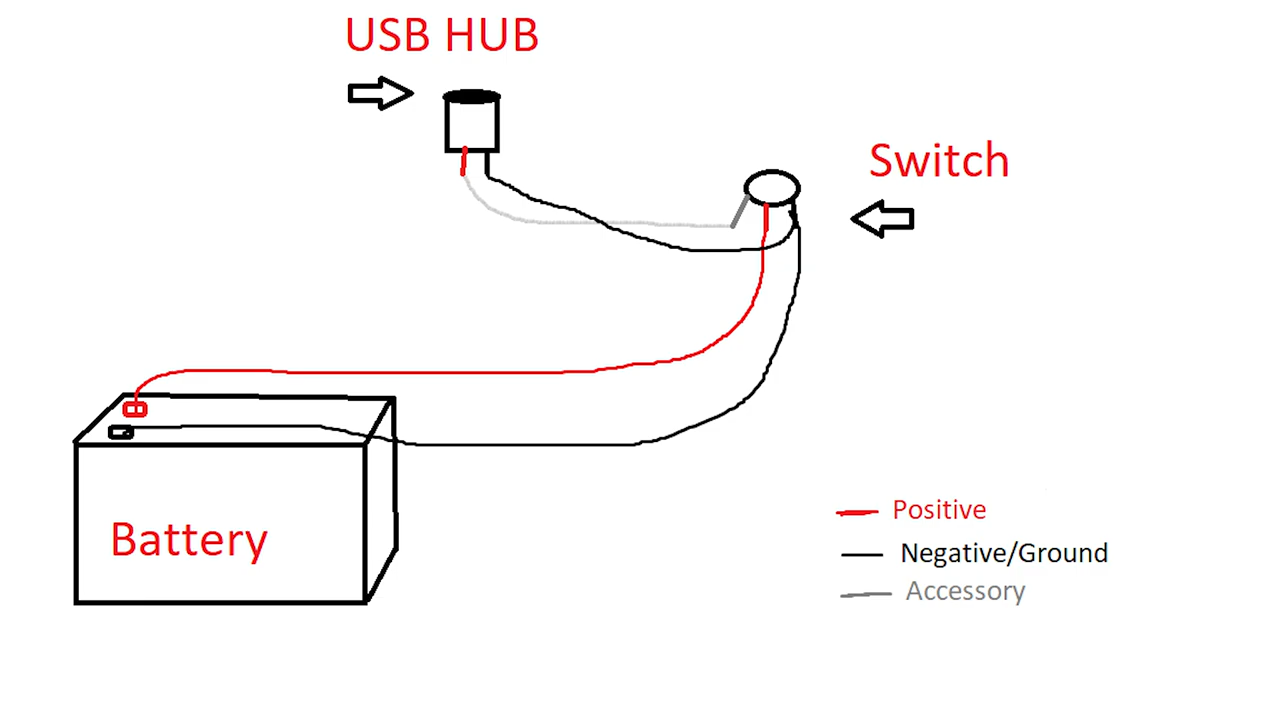 USB HUB
Switch
Battery
Positive
Negative/Ground
Accessory